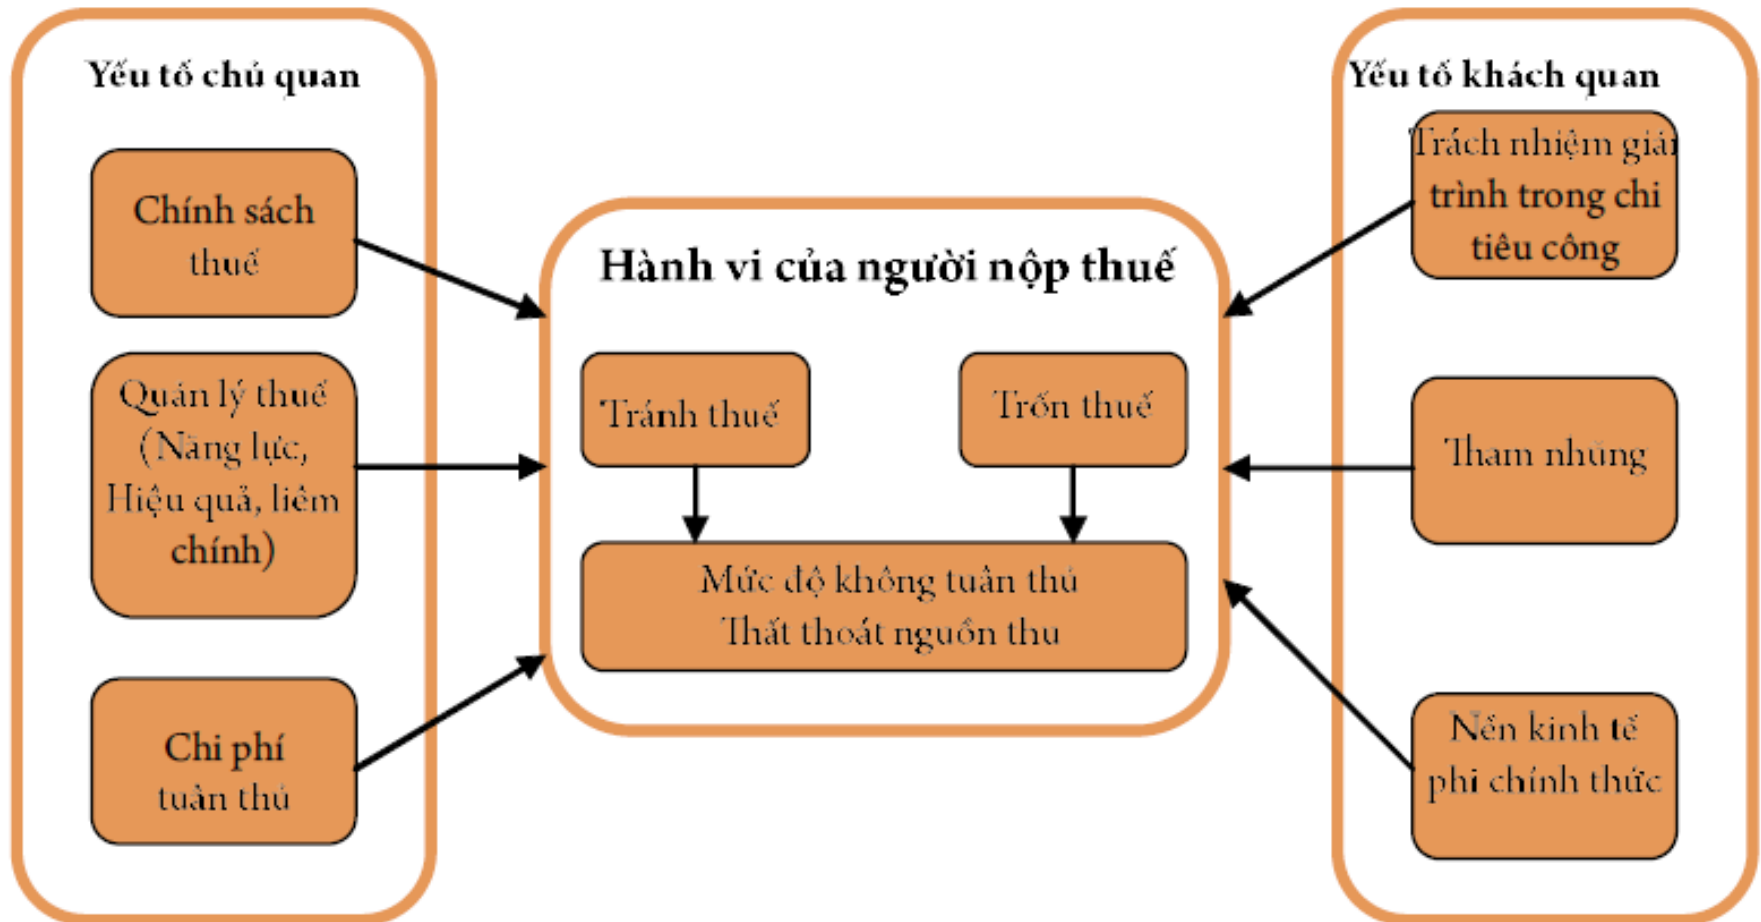 Yếu tố chủ quan
Chính sách
thuế
Quản lý thuế
(Năng lực,
Hiệu quả, liêm
chính)
Chi phí
tuân thủ
Hành vi của người nộp thuế
Tránh thuế
Trốn thuế
Mức độ không tuân thủ
Thất thoát nguồn thu
Yếu tố khách quan
Trách nhiệm giải
trình trong chi
tiêu công
Tham nhũng
Nền kinh tế
phi chính thức